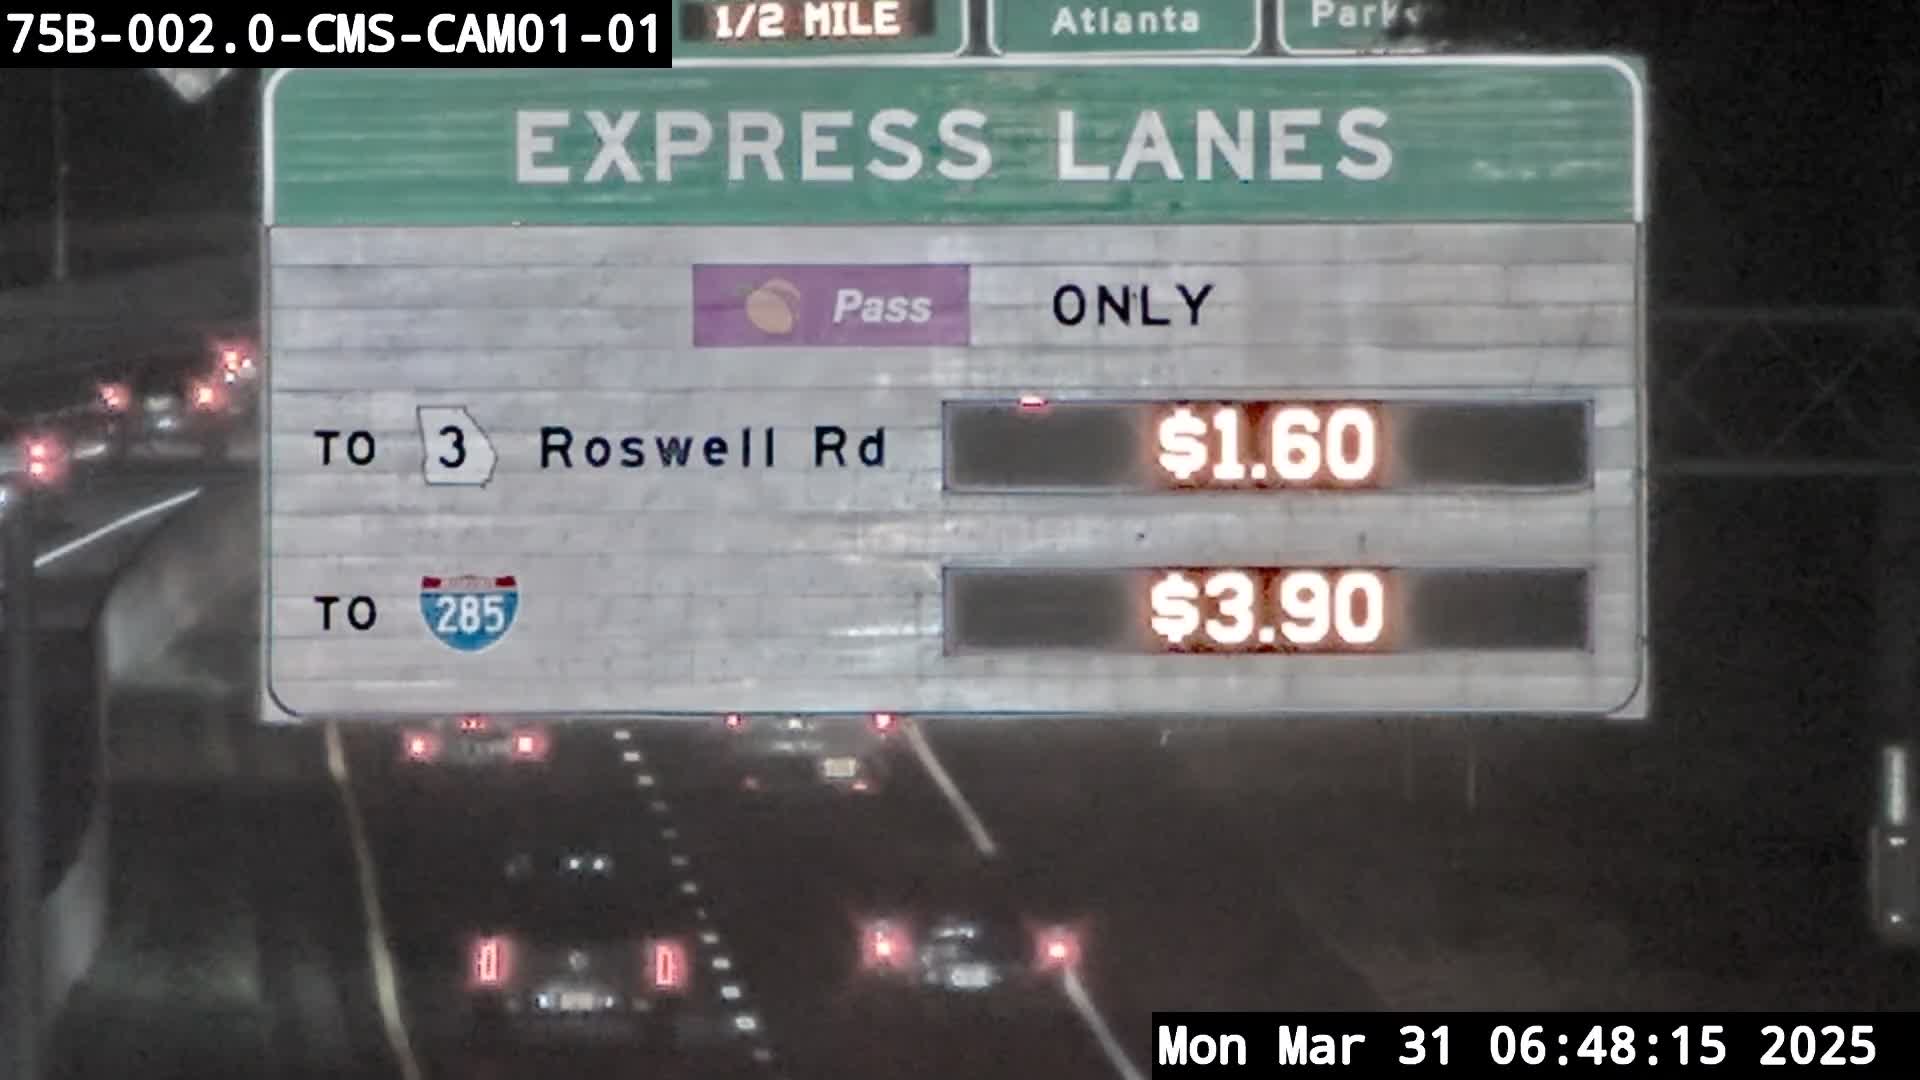 75B-002.0-CMS-CAM01-01
1/2 MILE
Atlanta
Park
EXPRESS LANES
Pass ONLY
TO 3 Roswell Rd $1.60
TO 285 $3.90
Mon Mar 31 06:48:15 2025